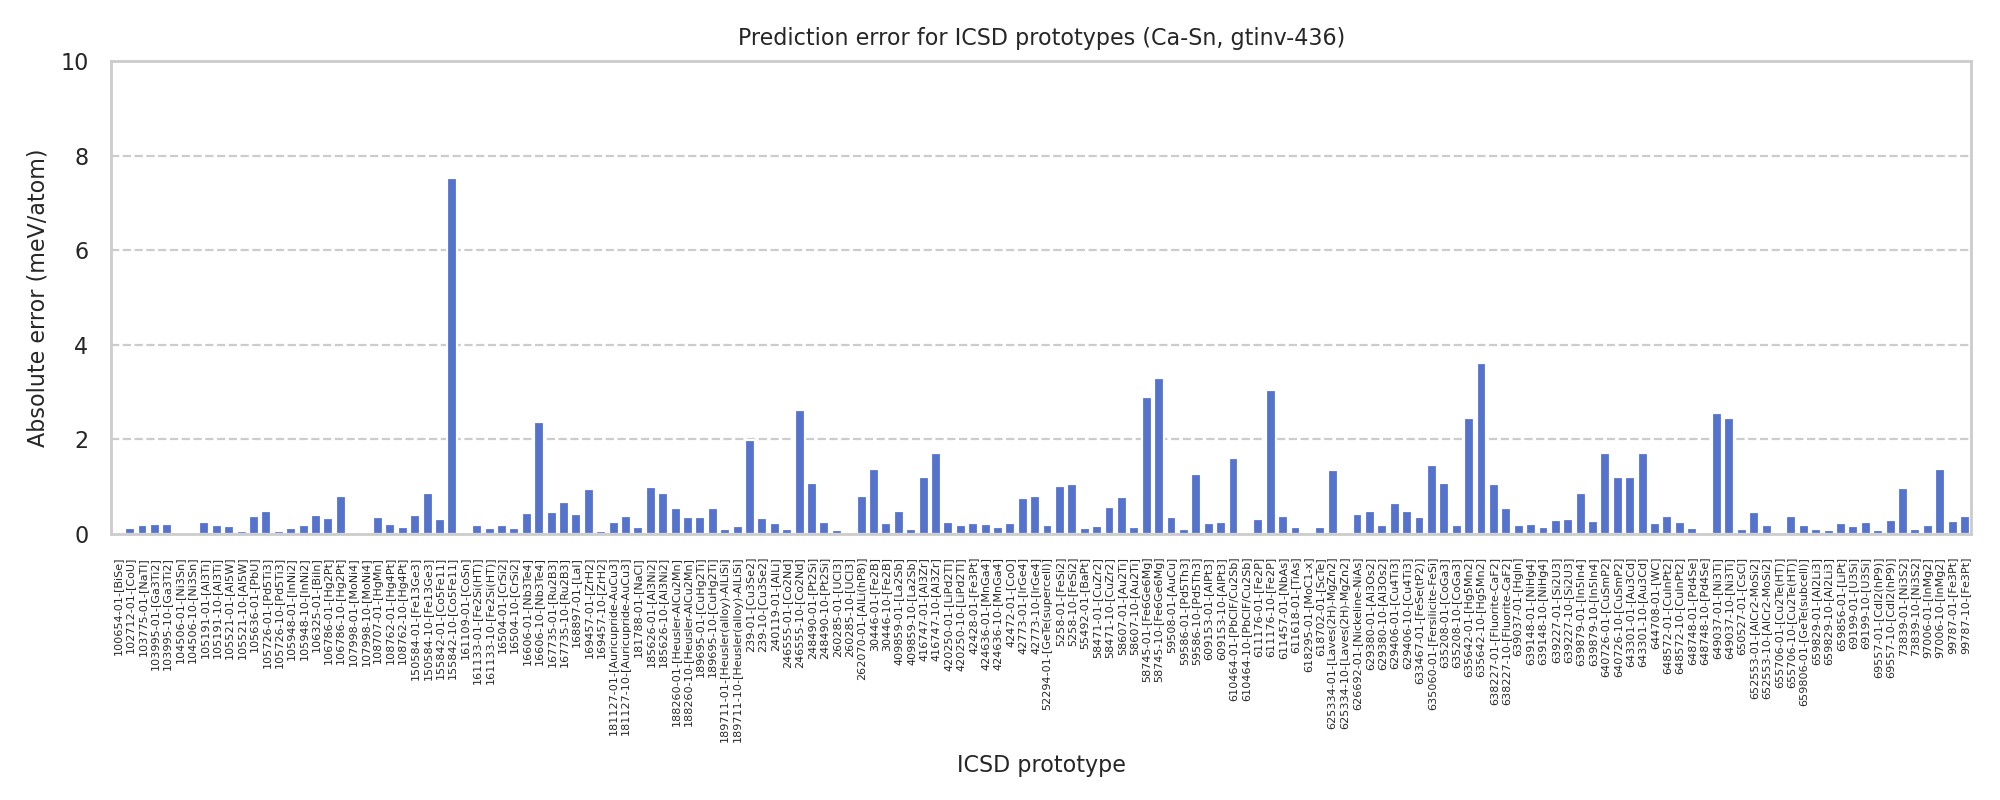 Prediction error for ICSD prototypes (Ca-Sn, gtinv-436)
Absolute error (meV/atom)
10
8
6
4
2
0
100654-01-[BiSe]
102712-01-[CoU]
103775-01-[NaTl]
103995-01-[Ga3Ti2]
103995-10-[Ga3Ti2]
104506-01-[Ni3Sn]
104506-10-[Ni3Sn]
105191-01-[Al3Ti]
105191-10-[Al3Ti]
105521-01-[Al5W]
105521-10-[Al5W]
105636-01-[PbU]
105726-01-[Pd5Ti3]
105726-10-[Pd5Ti3]
105948-01-[InNi2]
105948-10-[InNi2]
106325-01-[BiIn]
106786-01-[Hg2Pt]
106786-10-[Hg2Pt]
107998-01-[MoNi4]
107998-10-[MoNi4]
108707-01-[HgMn]
108762-01-[Hg4Pt]
108762-10-[Hg4Pt]
150584-01-[Fe13Ge3]
150584-10-[Fe13Ge3]
155842-01-[Co5Fe11]
155842-10-[Co5Fe11]
161109-01-[CoSn]
161133-01-[Fe2Si(HT)]
161133-10-[Fe2Si(HT)]
16504-01-[CrSi2]
16504-10-[CrSi2]
16606-01-[Nb3Te4]
16606-10-[Nb3Te4]
167735-01-[Ru2B3]
167735-10-[Ru2B3]
168897-01-[LaI]
169457-01-[ZrH2]
169457-10-[ZrH2]
181127-01-[Auricupride-AuCu3]
181127-10-[Auricupride-AuCu3]
181788-01-[NaCl]
185626-01-[Al3Ni2]
185626-10-[Al3Ni2]
188260-01-[Heusler-AlCu2Mn]
188260-10-[Heusler-AlCu2Mn]
189695-01-[CuHg2Ti]
189695-10-[CuHg2Ti]
189711-01-[Heusler(alloy)-AlLiSi]
189711-10-[Heusler(alloy)-AlLiSi]
239-01-[Cu3Se2]
239-10-[Cu3Se2]
240119-01-[AlLi]
246555-01-[Co2Nd]
246555-10-[Co2Nd]
248490-01-[Pt2Si]
248490-10-[Pt2Si]
260285-01-[UCl3]
260285-10-[UCl3]
262070-01-[AlLi(hP8)]
30446-01-[Fe2B]
30446-10-[Fe2B]
409859-01-[La2Sb]
409859-10-[La2Sb]
416747-01-[Al3Zr]
416747-10-[Al3Zr]
420250-01-[LiPd2Tl]
420250-10-[LiPd2Tl]
42428-01-[Fe3Pt]
424636-01-[MnGa4]
424636-10-[MnGa4]
42472-01-[CoO]
42773-01-[IrGe4]
42773-10-[IrGe4]
52294-01-[GeTe(supercell)]
5258-01-[FeSi2]
5258-10-[FeSi2]
55492-01-[BaPt]
58471-01-[CuZr2]
58471-10-[CuZr2]
58607-01-[Au2Ti]
58607-10-[Au2Ti]
58745-01-[Fe6Ge6Mg]
58745-10-[Fe6Ge6Mg]
59508-01-[AuCu]
59586-01-[Pd5Th3]
59586-10-[Pd5Th3]
609153-01-[AlPt3]
609153-10-[AlPt3]
610464-01-[PbClF/Cu2Sb]
610464-10-[PbClF/Cu2Sb]
611176-01-[Fe2P]
611176-10-[Fe2P]
611457-01-[NbAs]
611618-01-[TiAs]
618295-01-[MoC1-x]
618702-01-[ScTe]
625334-01-[Laves(2H)-MgZn2]
625334-10-[Laves(2H)-MgZn2]
626692-01-[Nickeline-NiAs]
629380-01-[Al3Os2]
629380-10-[Al3Os2]
629406-01-[Cu4Ti3]
629406-10-[Cu4Ti3]
633467-01-[FeSe(tP2)]
635060-01-[Fersilicite-FeSi]
635208-01-[CoGa3]
635208-10-[CoGa3]
635642-01-[Hg5Mn2]
635642-10-[Hg5Mn2]
638227-01-[Fluorite-CaF2]
638227-10-[Fluorite-CaF2]
639037-01-[HgIn]
639148-01-[NiHg4]
639148-10-[NiHg4]
639227-01-[Si2U3]
639227-10-[Si2U3]
639879-01-[In5In4]
639879-10-[In5In4]
640726-01-[CuSmP2]
640726-10-[CuSmP2]
643301-01-[Au3Cd]
643301-10-[Au3Cd]
644708-01-[WC]
648572-01-[CuInPt2]
648572-10-[CuInPt2]
648748-01-[Pd4Se]
648748-10-[Pd4Se]
649037-01-[Ni3Ti]
649037-10-[Ni3Ti]
650527-01-[CsCl]
652553-01-[AlCr2-MoSi2]
652553-10-[AlCr2-MoSi2]
655706-01-[Cu2Te(HT)]
655706-10-[Cu2Te(HT)]
659806-01-[GeTe(subcell)]
659829-01-[Al2Li3]
659829-10-[Al2Li3]
659856-01-[LiPt]
69199-01-[U3Si]
69199-10-[U3Si]
69557-01-[CdI2(hP9)]
69557-10-[CdI2(hP9)]
73839-01-[Ni3S2]
73839-10-[Ni3S2]
97006-01-[InMg2]
97006-10-[InMg2]
99787-01-[Fe3Pt]
99787-10-[Fe3Pt]
ICSD prototype